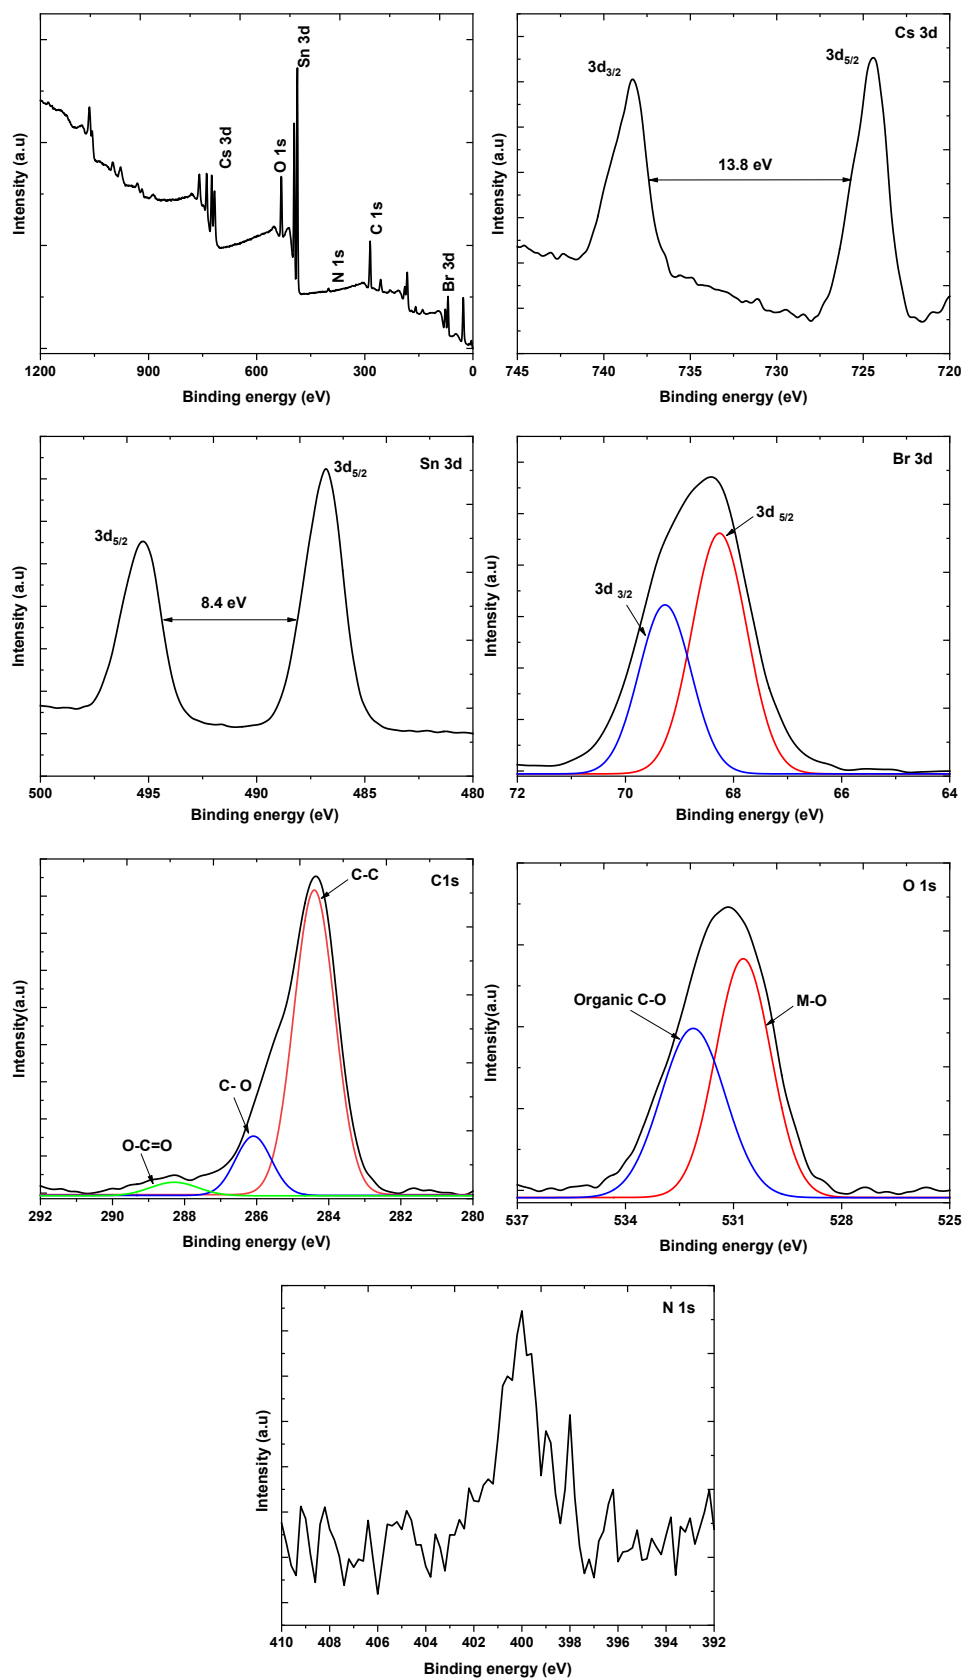 Sn 3d
Cs 3d
O 1s
N 1s
C 1s
Br 3d
Intensity (a.u)
1200 900 600 300 0
Binding energy (eV)
Cs 3d
3d3/2
3d5/2
13.8 eV
Intensity (a.u)
745 740 735 730 725 720
Binding energy (eV)
Sn 3d
3d5/2
3d5/2
8.4 eV
Intensity (a.u)
500 495 490 485 480
Binding energy (eV)
Br 3d
3d 5/2
3d 3/2
Intensity (a.u)
72 70 68 66 64
Binding energy (eV)
C1s
C-C
C- O
O-C=O
Intensity(a.u)
292 290 288 286 284 282 280
Binding energy (eV)
O 1s
Organic C-O
M-O
Intensity(a.u)
537 534 531 528 525
Binding energy (eV)
N 1s
Intensity (a.u)
410 408 406 404 402 400 398 396 394 392
Binding energy (eV)